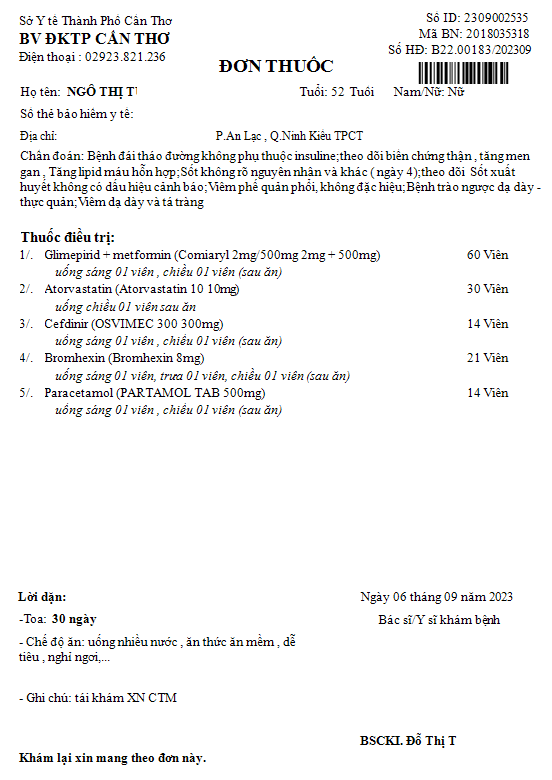 Sở Y tế Thành Phố Cần Thơ
Số ID: 2309002535
BV ĐKTP CẦN THƠ
Mã BN: 2018035318
Điện thoại : 02923.821.236
Số HĐ: B22.00183/202309
ĐƠN THUỐC
Họ tên: NGÔ THỊ T
Tuổi: 52 Tuổi
Nam/Nữ: Nữ
Số thẻ bảo hiểm y tế:
Địa chỉ: P.An Lạc , Q.Ninh Kiều TPCT
Chẩn đoán: Bệnh đái tháo đường không phụ thuộc insuline;theo dõi biến chứng thận , tăng men
gan , Tăng lipid máu hỗn hợp;Sốt không rõ nguyên nhân và khác ( ngày 4);theo dõi Sốt xuất
huyết không có dấu hiệu cảnh báo;Viêm phế quản phổi, không đặc hiệu;Bệnh trào ngược dạ dày -
thực quản;Viêm dạ dày và tá tràng
Thuốc điều trị:
1/. Glimepirid + metformin (Comiaryl 2mg/500mg 2mg + 500mg) 60 Viên
uống sáng 01 viên , chiều 01 viên (sau ăn)
2/. Atorvastatin (Atorvastatin 10 10mg) 30 Viên
uống chiều 01 viên sau ăn
3/. Cefdinir (OSVIMEC 300 300mg) 14 Viên
uống sáng 01 viên , chiều 01 viên (sau ăn)
4/. Bromhexin (Bromhexin 8mg) 21 Viên
uống sáng 01 viên, trưa 01 viên, chiều 01 viên (sau ăn)
5/. Paracetamol (PARTAMOL TAB 500mg) 14 Viên
uống sáng 01 viên , chiều 01 viên (sau ăn)
Lời dặn:
Ngày 06 tháng 09 năm 2023
-Toa: 30 ngày
Bác sĩ/Y sĩ khám bệnh
- Chế độ ăn: uống nhiều nước , ăn thức ăn mềm , dễ
tiêu , nghỉ ngơi,...
- Ghi chú: tái khám XN CTM
BSCKI. Đỗ Thị T
Khám lại xin mang theo đơn này.